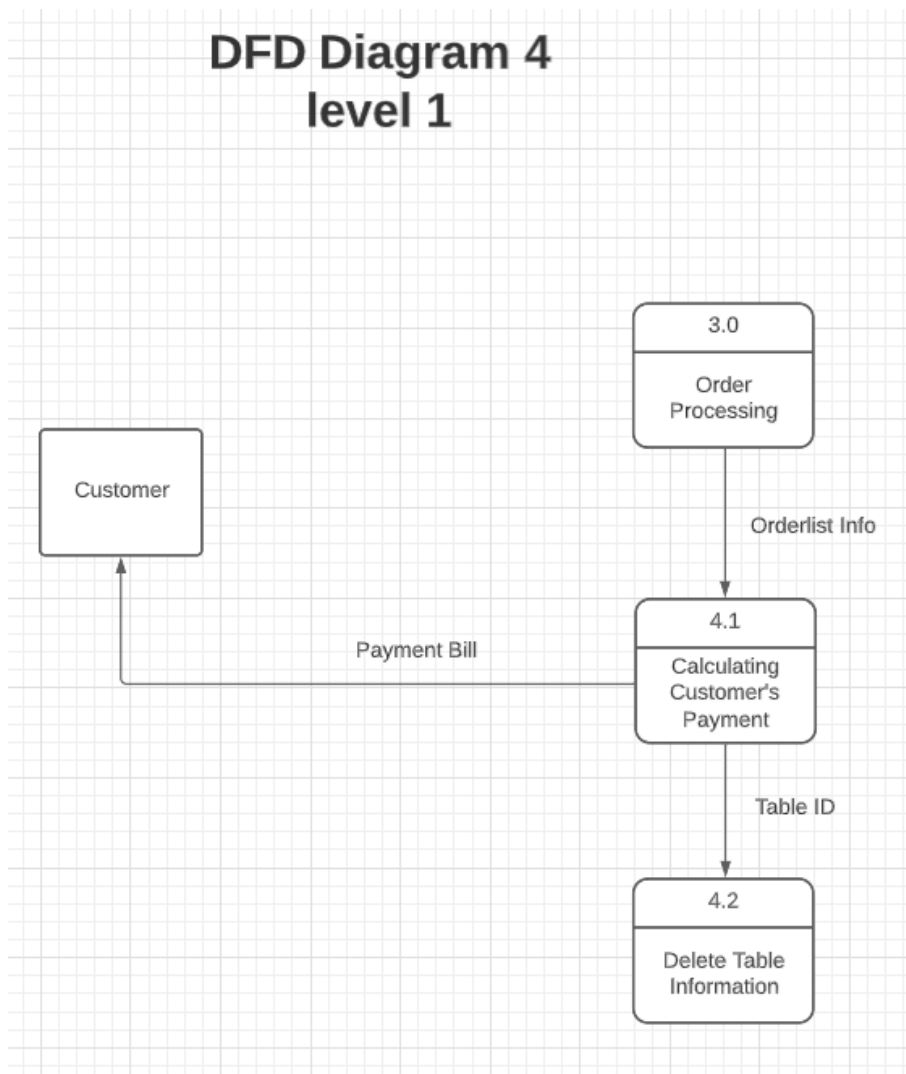 DFD Diagram 4
level 1
3.0
Order
Processing
Customer
Orderlist Info
4.1
Calculating
Customer's
Payment
Payment Bill
Table ID
4.2
Delete Table
Information